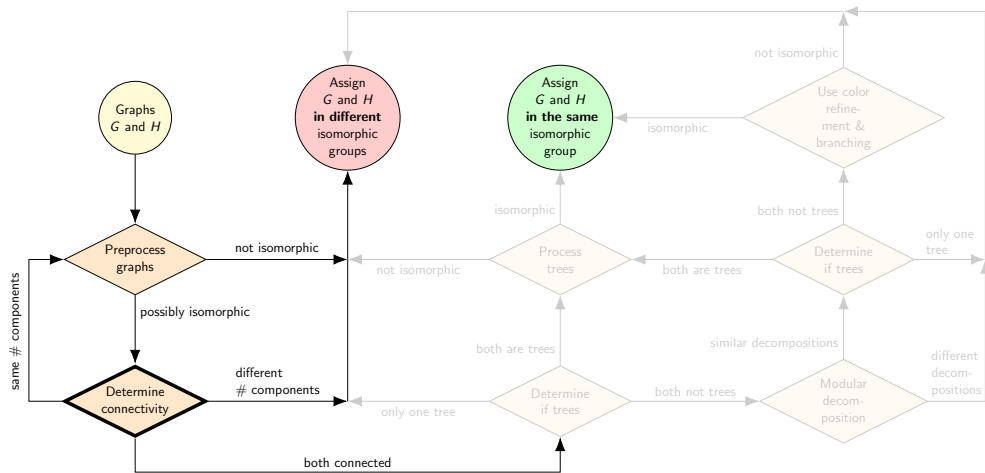 not isomorphic
Graphs
G and H
Assign
G and H
in different
isomorphic
groups
Assign
G and H
in the same
isomorphic
group
isomorphic
Use color
refine-
ment &
branching
isomorphic
both not trees
Preprocess
graphs
not isomorphic
not isomorphic
Process
trees
both are trees
Determine
if trees
only one
tree
same # components
possibly isomorphic
both are trees
similar decompositions
Determine
connectivity
different
# components
only one tree
Determine
if trees
both not trees
Modular
decom-
position
different
decom-
positions
both connected